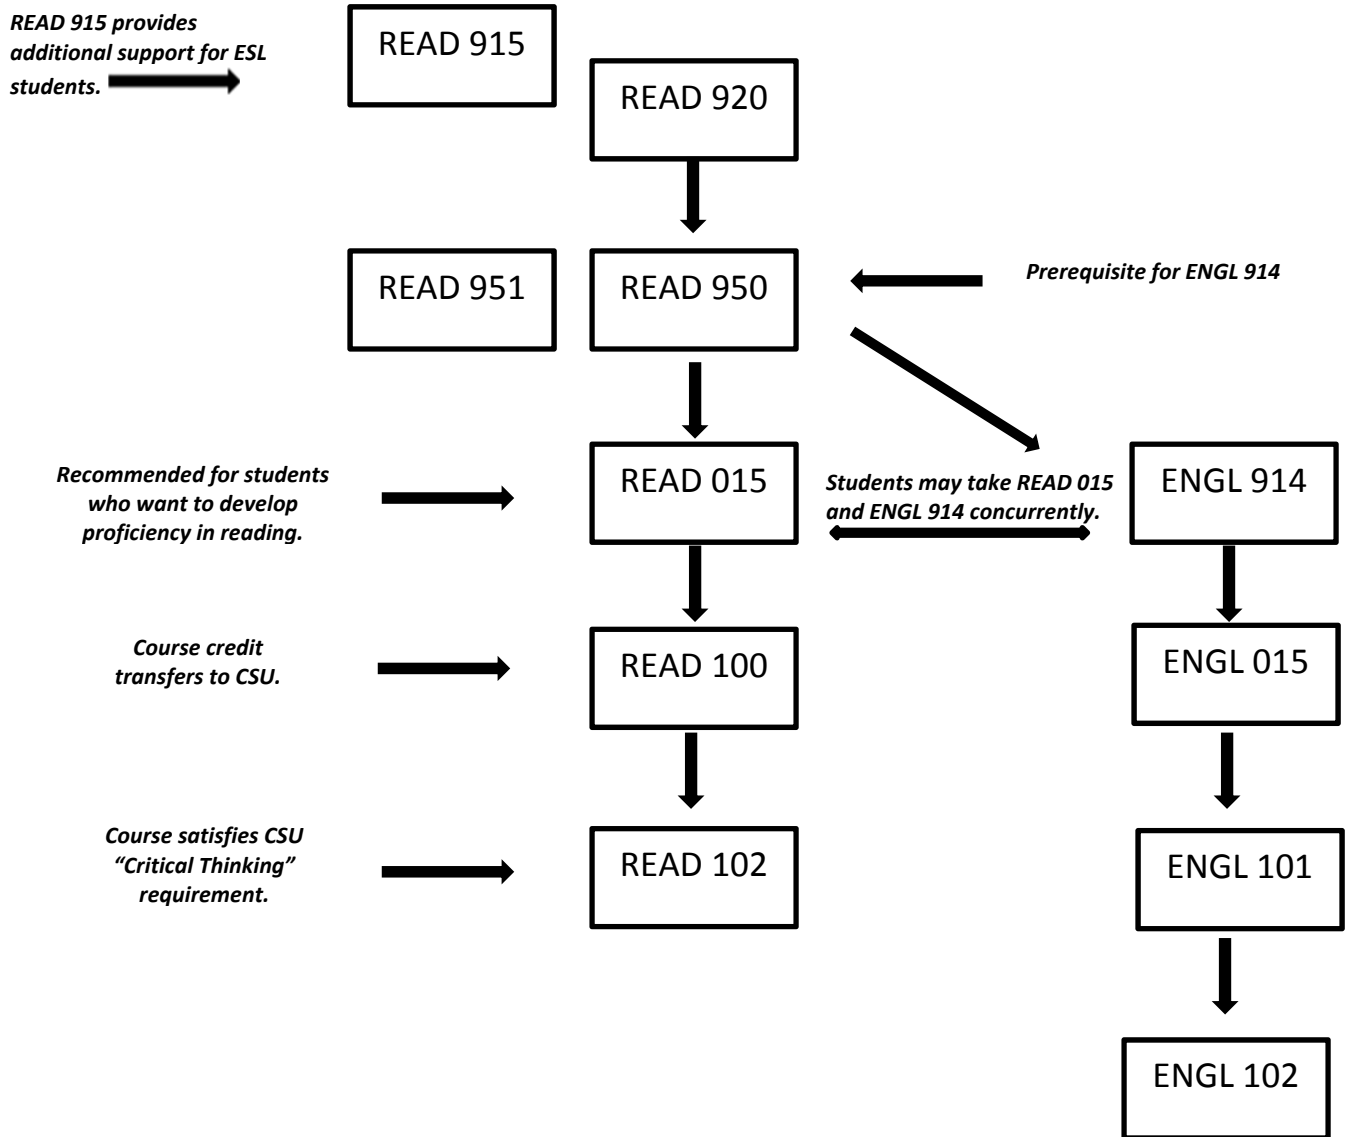 READ 915 provides
additional support for ESL
students.
READ 915
READ 920
READ 951
READ 950
Prerequisite for ENGL 914
Recommended for students
who want to develop
proficiency in reading.
READ 015
Students may take READ 015
and ENGL 914 concurrently.
ENGL 914
Course credit
transfers to CSU.
READ 100
ENGL 015
Course satisfies CSU
“Critical Thinking”
requirement.
READ 102
ENGL 101
ENGL 102